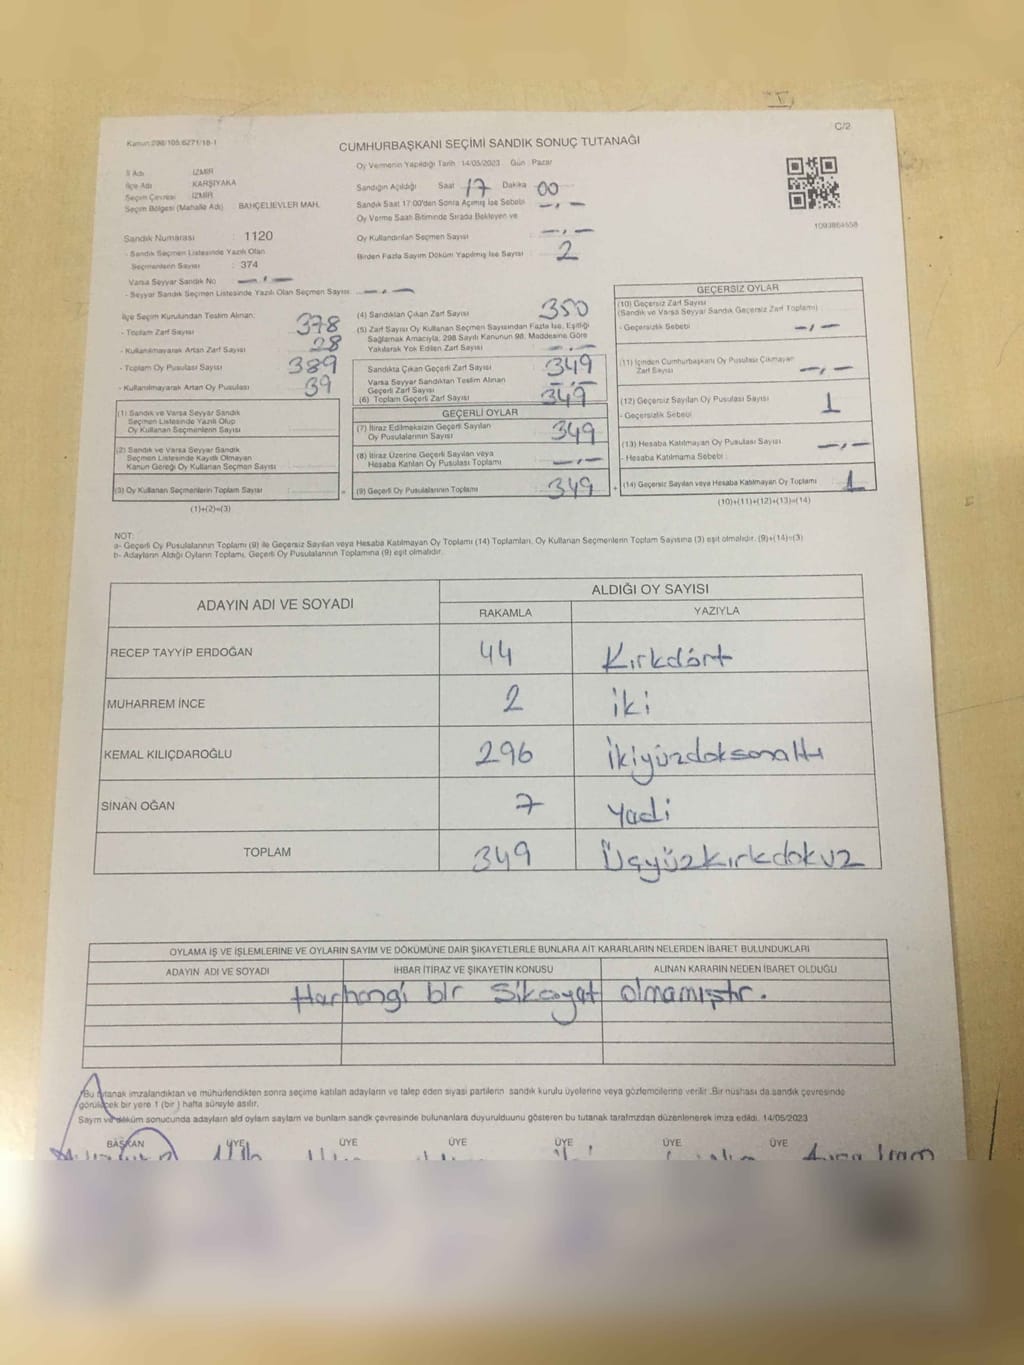 C/2
Kanun:298/105.6271/18-1
CUMHURBAŞKANI SEÇİMİ SANDIK SONUÇ TUTANAĞI
Oy Vermenin Yapıldığı Tarih : 14/05/2023 Gün : Pazar
İl Adı İZMİR
İlçe Adı KARŞIYAKA
Seçim Çevresi İZMİR
Seçim Bölgesi (Mahalle Adı) : BAHÇELİEVLER MAH.
Sandık Numarası : 1120
- Sandık Seçmen Listesinde Yazılı Olan
Seçmenlerin Sayısı : 374
Varsa Seyyar Sandık No —.—
- Seyyar Sandık Seçmen Listesinde Yazılı Olan Seçmen Sayısı —.—
Sandığın Açıldığı Saat 17 Dakika 00
Sandık Saat 17:00'den Sonra Açılmış İse Sebebi —.—
Oy Verme Saati Bitiminde Sırada Bekleyen ve
Oy Kullandırılan Seçmen Sayısı —.—
Birden Fazla Sayım Döküm Yapılmış İse Sayısı : 2
1093864558
İlçe Seçim Kurulundan Teslim Alınan:
- Toplam Zarf Sayısı 378
- Kullanılmayarak Artan Zarf Sayısı 28
- Toplam Oy Pusulası Sayısı 389
- Kullanılmayarak Artan Oy Pusulası 39
(1) Sandık ve Varsa Seyyar Sandık
Seçmen Listesinde Yazılı Olup
Oy Kullanan Seçmenlerin Sayısı
(2) Sandık ve Varsa Seyyar Sandık
Seçmen Listesinde Kayıtlı Olmayan
Kanun Gereği Oy Kullanan Seçmen Sayısı
(3) Oy Kullanan Seçmenlerin Toplam Sayısı =
(1)+(2)=(3)
(4) Sandıktan Çıkan Zarf Sayısı 350
(5) Zarf Sayısı Oy Kullanan Seçmen Sayısından Fazla İse, Eşitliği
Sağlamak Amacıyla; 298 Sayılı Kanunun 98. Maddesine Göre
Yakılarak Yok Edilen Zarf Sayısı —.—
Sandıkta Çıkan Geçerli Zarf Sayısı 349
Varsa Seyyar Sandıktan Teslim Alınan
Geçerli Zarf Sayısı —.—
(6) Toplam Geçerli Zarf Sayısı 349
GEÇERLİ OYLAR
(7) İtiraz Edilmeksizin Geçerli Sayılan
Oy Pusulalarının Sayısı 349
(8) İtiraz Üzerine Geçerli Sayılan veya
Hesaba Katılan Oy Pusulası Toplamı —.—
(9) Geçerli Oy Pusulalarının Toplamı 349 +
GEÇERSİZ OYLAR
(10) Geçersiz Zarf Sayısı
(Sandık ve Varsa Seyyar Sandık Geçersiz Zarf Toplamı)
- Geçersizlik Sebebi —.—
(11) İçinden Cumhurbaşkanı Oy Pusulası Çıkmayan
Zarf Sayısı —.—
(12) Geçersiz Sayılan Oy Pusulası Sayısı 1
- Geçersizlik Sebebi :
(13) Hesaba Katılmayan Oy Pusulası Sayısı —.—
- Hesaba Katılmama Sebebi :
(14) Geçersiz Sayılan veya Hesaba Katılmayan Oy Toplamı 1
(10)+(11)+(12)+(13)=(14)
NOT:
a- Geçerli Oy Pusulalarının Toplamı (9) ile Geçersiz Sayılan veya Hesaba Katılmayan Oy Toplamı (14) Toplamları, Oy Kullanan Seçmenlerin Toplam Sayısına (3) eşit olmalıdır. (9)+(14)=(3)
b- Adayların Aldığı Oyların Toplamı, Geçerli Oy Pusulalarının Toplamına (9) eşit olmalıdır.
ADAYIN ADI VE SOYADI ALDIĞI OY SAYISI
RAKAMLA YAZIYLA
RECEP TAYYİP ERDOĞAN 44 Kırkdört
MUHARREM İNCE 2 iki
KEMAL KILIÇDAROĞLU 296 İkiyüzdoksanaltı
SİNAN OĞAN 7 yadi
TOPLAM 349 Üçyüzkırkdokuz
OYLAMA İŞ VE İŞLEMLERİNE VE OYLARIN SAYIM VE DÖKÜMÜNE DAİR ŞİKAYETLERLE BUNLARA AİT KARARLARIN NELERDEN İBARET BULUNDUKLARI
ADAYIN ADI VE SOYADI İHBAR İTİRAZ VE ŞİKAYETİN KONUSU ALINAN KARARIN NEDEN İBARET OLDUĞU
Harhangi bir Sikayat olmamıştır.
Bu tutanak imzalandıktan ve mühürlendikten sonra seçime katılan adayların ve talep eden siyasi partilerin sandık kurulu üyelerine veya gözlemcilerine verilir. Bir nüshası da sandık çevresinde
görülecek bir yere 1 (bir) hafta süreyle asılır.
Sayım ve döküm sonucunda adayların aldı oyların sayların ve bunların sandk çevresinde bulunanlara duyurulduunu gösteren bu tutanak tarafımzdan düzenlenerek imza edildi. 14/05/2023
BAŞKAN ÜYE ÜYE ÜYE ÜYE ÜYE ÜYE